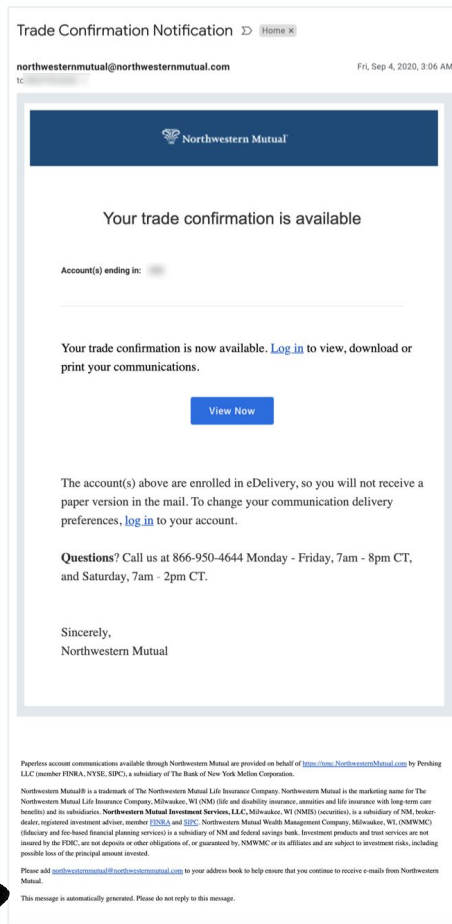 Trade Confirmation Notification Home x
northwesternmutual@northwesternmutual.com Fri, Sep 4, 2020, 3:06 AM
to
Northwestern Mutual®
Your trade confirmation is available
Account(s) ending in:
Your trade confirmation is now available. Log in to view, download or
print your communications.
View Now
The account(s) above are enrolled in eDelivery, so you will not receive a
paper version in the mail. To change your communication delivery
preferences, log in to your account.
Questions? Call us at 866-950-4644 Monday - Friday, 7am - 8pm CT,
and Saturday, 7am - 2pm CT.
Sincerely,
Northwestern Mutual
Paperless account communications available through Northwestern Mutual are provided on behalf of https://nmc.NorthwesternMutual.com by Pershing
LLC (member FINRA, NYSE, SIPC), a subsidiary of The Bank of New York Mellon Corporation.
Northwestern Mutual® is a trademark of The Northwestern Mutual Life Insurance Company. Northwestern Mutual is the marketing name for The
Northwestern Mutual Life Insurance Company, Milwaukee, WI (NM) (life and disability insurance, annuities and life insurance with long-term care
benefits) and its subsidiaries. Northwestern Mutual Investment Services, LLC, Milwaukee, WI (NMIS) (securities), is a subsidiary of NM, broker-
dealer, registered investment adviser, member FINRA and SIPC. Northwestern Mutual Wealth Management Company, Milwaukee, WI, (NMWMC)
(fiduciary and fee-based financial planning services) is a subsidiary of NM and federal savings bank. Investment products and trust services are not
insured by the FDIC, are not deposits or other obligations of, or guaranteed by, NMWMC or its affiliates and are subject to investment risks, including
possible loss of the principal amount invested.
Please add northwesternmutual@northwesternmutual.com to your address book to help ensure that you continue to receive e-mails from Northwestern
Mutual.
This message is automatically generated. Please do not reply to this message.